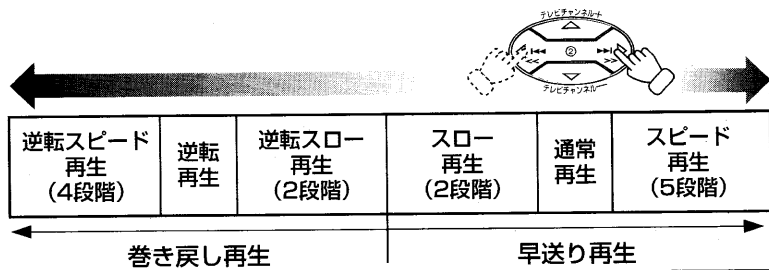 テレビチャンネル＋
②
<< >>
テレビチャンネルー
逆転スピード
再生
(4段階)
逆転
再生
逆転スロー
再生
(2段階)
スロー
再生
(2段階)
通常
再生
スピード
再生
(5段階)
巻き戻し再生
早送り再生